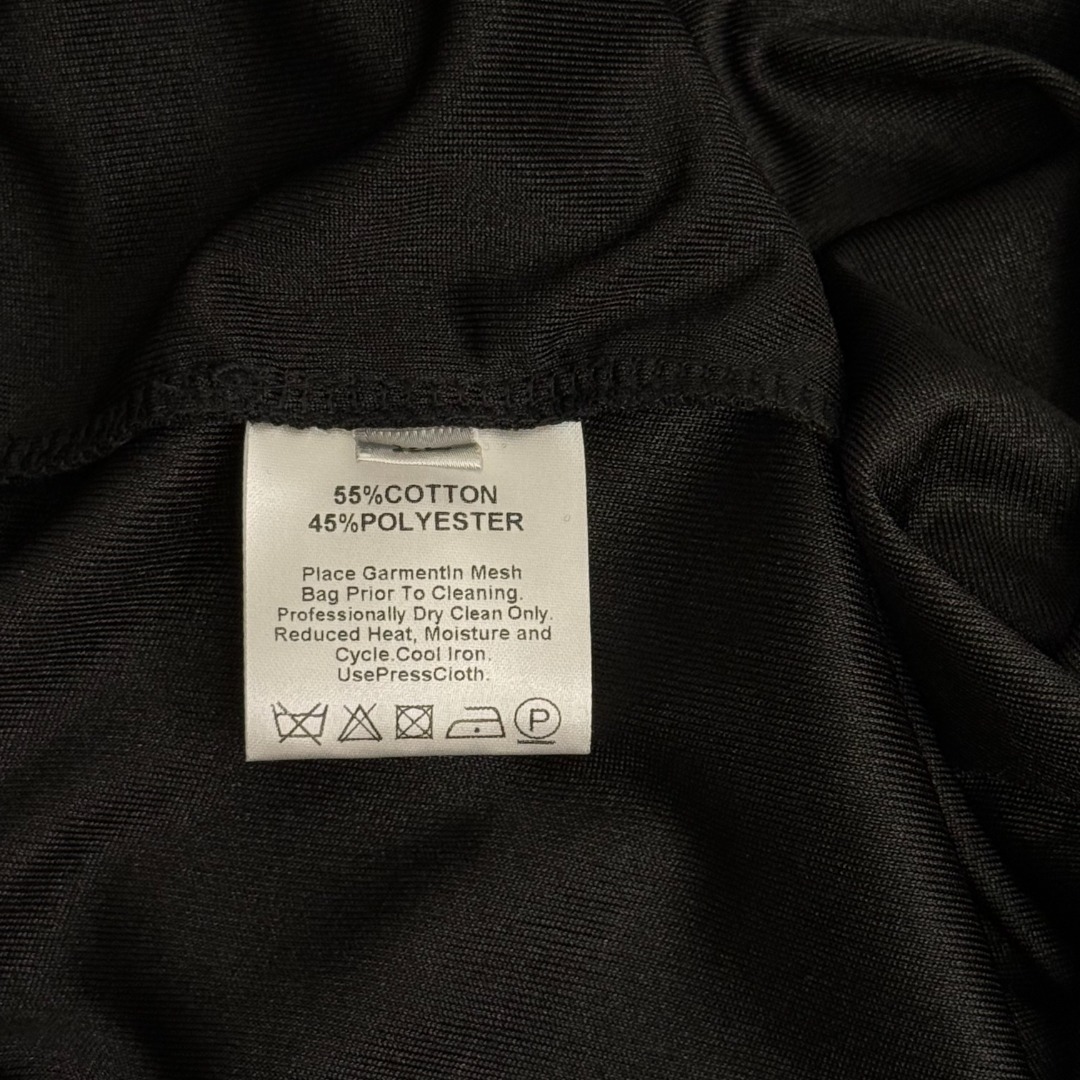 55%COTTON
45%POLYESTER
Place GarmentIn Mesh
Bag Prior To Cleaning.
Professionally Dry Clean Only.
Reduced Heat, Moisture and
Cycle.Cool Iron.
UsePressCloth.
P